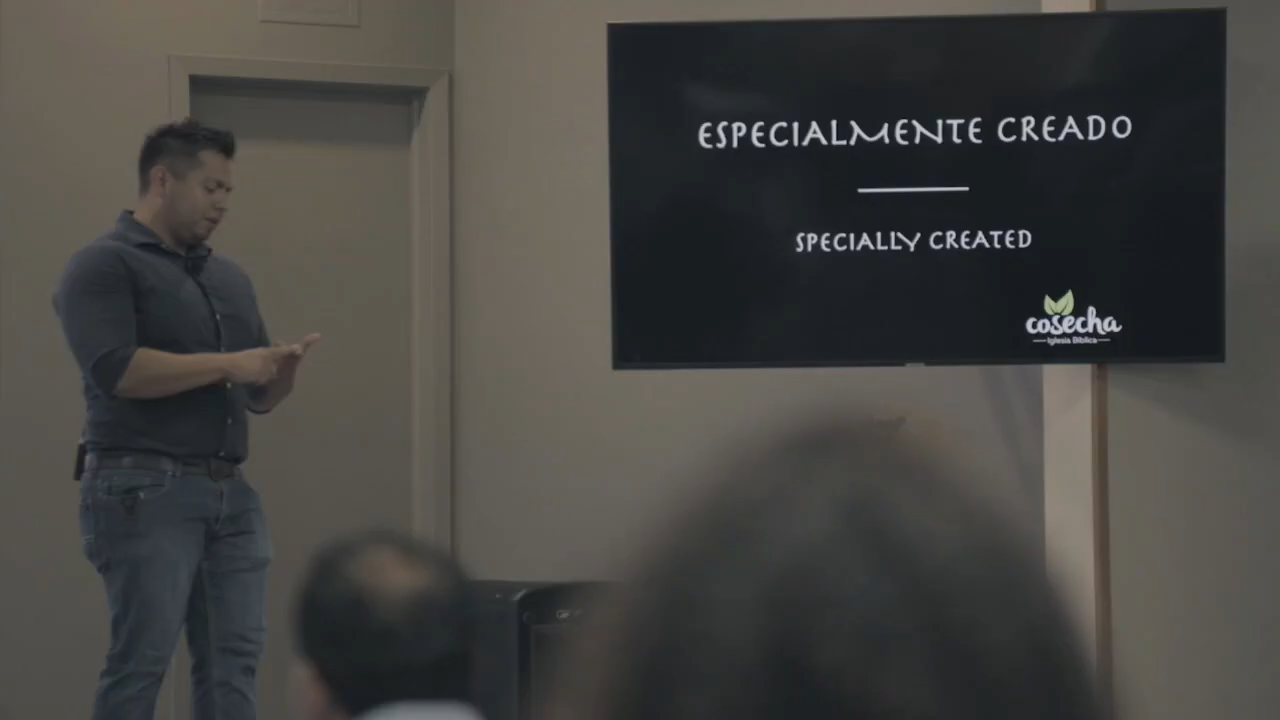 ESPECIALMENTE CREADO
SPECIALLY CREATED
cosecha
Iglesia Bíblica